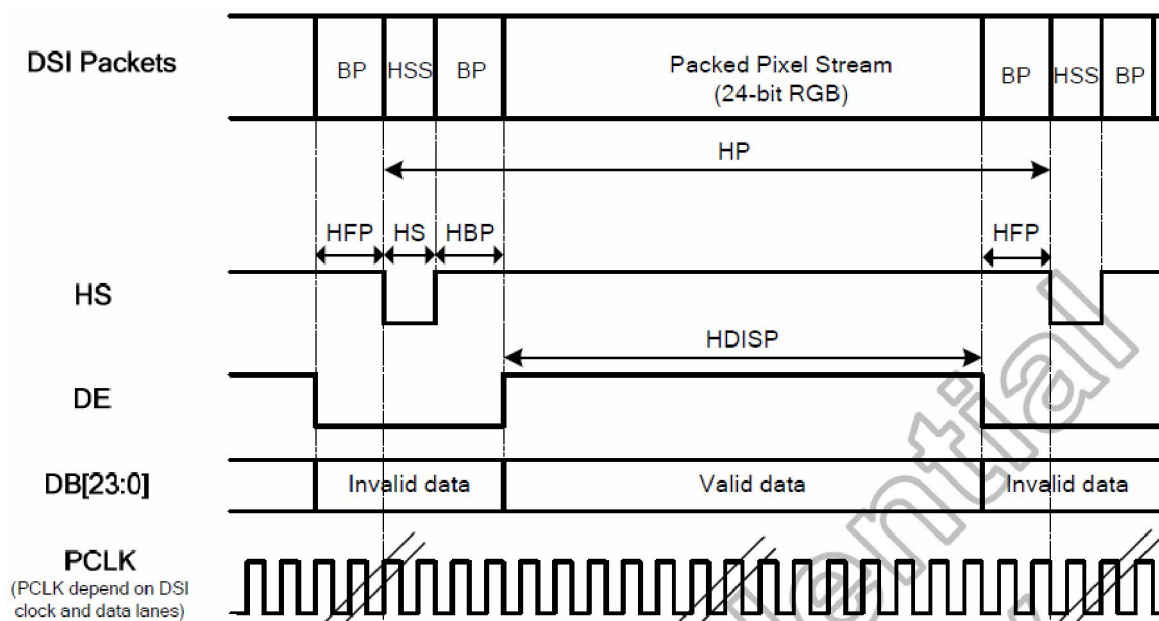 DSI Packets
BP HSS BP Packed Pixel Stream BP HSS BP
(24-bit RGB)
HP
HFP HS HBP HFP
HS
HDISP
DE
DB[23:0] Invalid data Valid data Invalid data
PCLK
(PCLK depend on DSI
clock and data lanes)